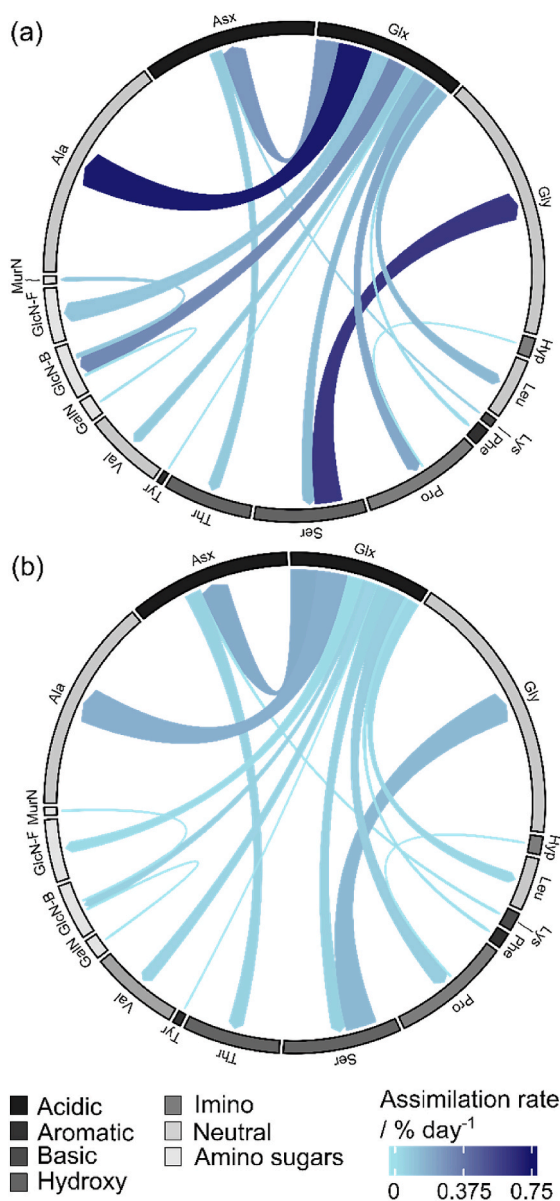 (a)
Asx
Glx
Ala
Gly
MurN
GlcN-F
GlcN-B
GalN
Val
Tyr
Thr
Ser
Pro
Phe
Lys
Leu
Hyp
(b)
Asx
Glx
Ala
Gly
MurN
GlcN-F
GlcN-B
GalN
Val
Tyr
Thr
Ser
Pro
Phe
Lys
Leu
Hyp
Acidic
Aromatic
Basic
Hydroxy
Imino
Neutral
Amino sugars
Assimilation rate
/ % day⁻¹
0 0.375 0.75